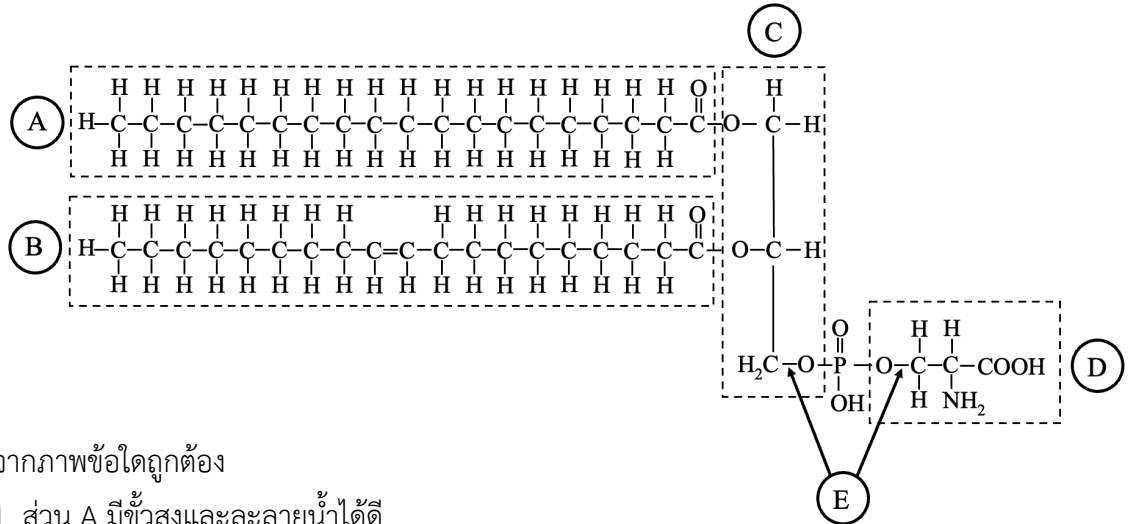 C
H H H H H H H H H H H H H H H H H H O H
A H–C–C–C–C–C–C–C–C–C–C–C–C–C–C–C–C–C–C–C–O–C–H
H H H H H H H H H H H H H H H H H H
H H H H H H H H H H H H H H H H O
B H–C–C–C–C–C–C–C–C–C=C–C–C–C–C–C–C–C–C–C–O–C–H
H H H H H H H H H H H H H H H H
O H H
H₂C–O–P–O–C–C–COOH D
OH H NH₂
E
จากภาพข้อใดถูกต้อง
ส่วน A มีขั้วสูงและละลายน้ำได้ดี